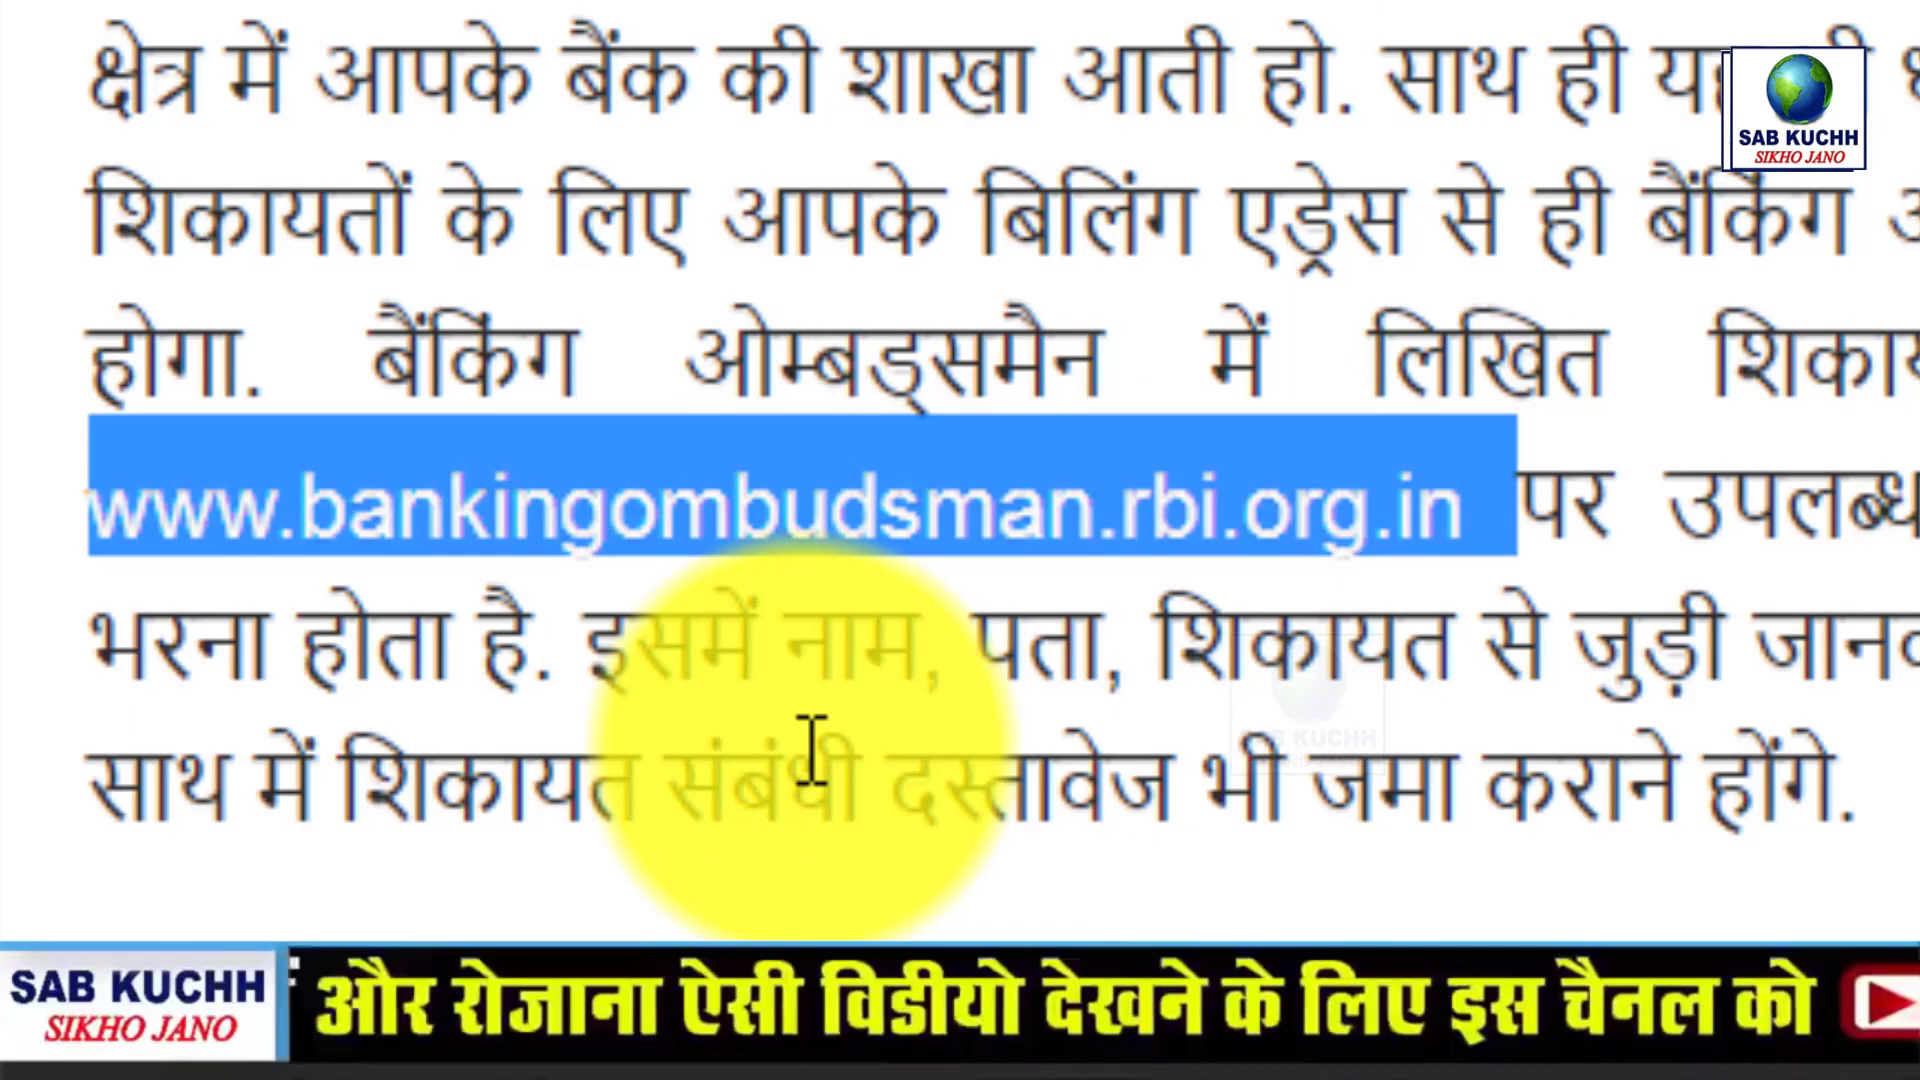 क्षेत्र में आपके बैंक की शाखा आती हो. साथ ही
SAB KUCHH
SIKHO JANO
शिकायतों के लिए आपके बिलिंग एड्रेस से ही बैंकिंग
होगा. बैंकिंग ओम्बड्समैन में लिखित
www.bankingombudsman.rbi.org.in पर उपलब्ध
भरना होता है. इसमें नाम, पता, शिकायत से जुड़ी
साथ में शिकायत संबंधी दस्तावेज भी जमा कराने होंगे.
SAB KUCHH
SIKHO JANO
और रोजाना ऐसी विडीयो देखने के लिए इस चैनल को